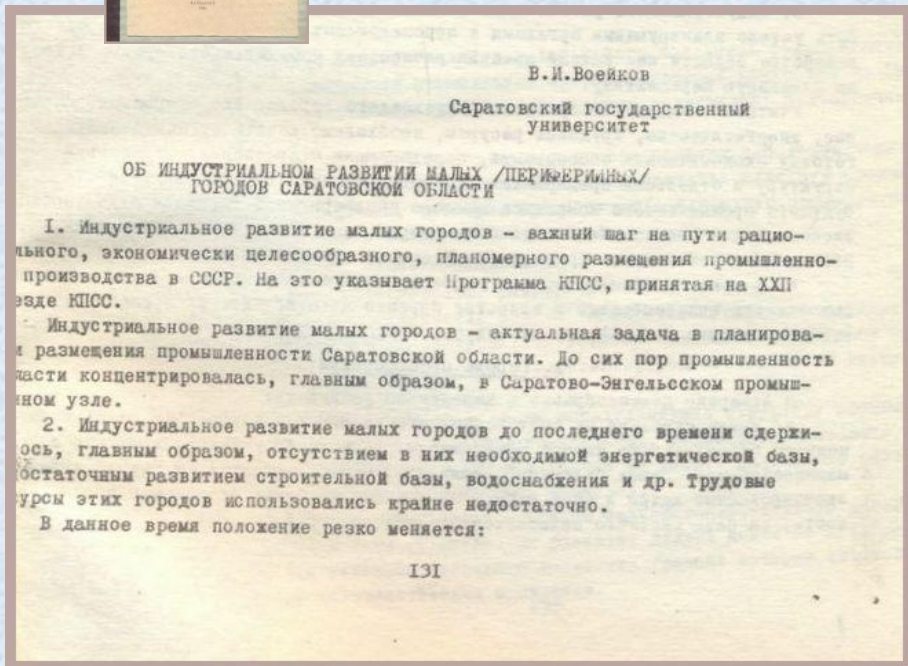 В.И.Воейков
Саратовский государственный
университет
ОБ ИНДУСТРИАЛЬНОМ РАЗВИТИИ МАЛЫХ /ПЕРИФЕРИЙНЫХ/
ГОРОДОВ САРАТОВСКОЙ ОБЛАСТИ
I. Индустриальное развитие малых городов - важный шаг на пути рацио-
льного, экономически целесообразного, планомерного размещения промышленно-
производства в СССР. На это указывает Программа КПСС, принятая на XXII
езде КПСС.
Индустриальное развитие малых городов - актуальная задача в планирова-
и размещения промышленности Саратовской области. До сих пор промышленность
ласти концентрировалась, главным образом, в Саратово-Энгельсском промыш-
нном узле.
2. Индустриальное развитие малых городов до последнего времени сдержи-
ось, главным образом, отсутствием в них необходимой энергетической базы,
достаточным развитием строительной базы, водоснабжения и др. Трудовые
урсы этих городов использовались крайне недостаточно.
В данное время положение резко меняется:
131